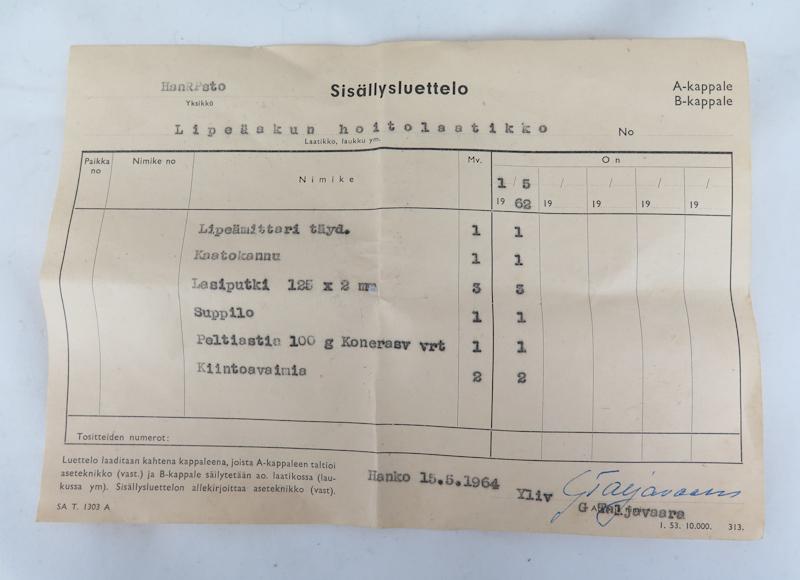 HanRPsto
Yksikkö
Sisällysluettelo
A-kappale
B-kappale
Lipeäakun hoitolaatikko
Laatikko, laukku ym.
No
Paikka no
Nimike no
Nimike
Mv.
On
1 / 5 / / / /
19 62 19 19 19 19
Lipeämittari täyd. 1 1
Kaatokannu 1 1
Lasiputki 125 x 2 mm 3 3
Suppilo 1 1
Peltiastia 100 g Konerasv vrt 1 1
Kiintoavaimia 2 2
Tositteiden numerot:
Luettelo laaditaan kahtena kappaleena, joista A-kappaleen taltioi
aseteknikko (vast.) ja B-kappale säilytetään ao. laatikossa (lau-
kussa ym). Sisällysluettelon allekirjoittaa aseteknikko (vast).
Hanko 15.5.1964
Yliv
GTaljavaara
G Taljavaara
SA T. 1303 A
1. 53. 10.000. 313.